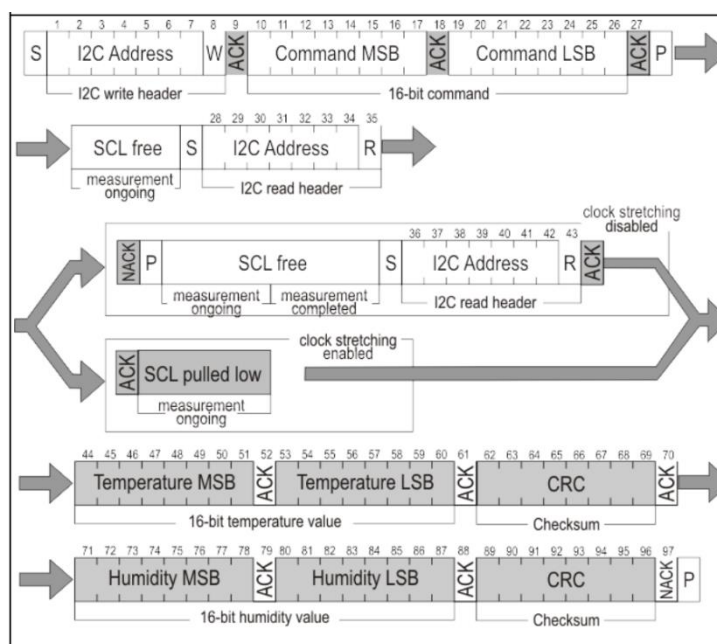 1 2 3 4 5 6 7 8 9 10 11 12 13 14 15 16 17 18 19 20 21 22 23 24 25 26 27
S I2C Address W ACK Command MSB ACK Command LSB ACK P
I2C write header 16-bit command
28 29 30 31 32 33 34 35
SCL free S I2C Address R
measurement ongoing I2C read header
clock stretching
disabled
36 37 38 39 40 41 42 43
NACK P SCL free S I2C Address R ACK
measurement ongoing measurement completed I2C read header
clock stretching
enabled
ACK SCL pulled low
measurement
ongoing
44 45 46 47 48 49 50 51 52 53 54 55 56 57 58 59 60 61 62 63 64 65 66 67 68 69 70
Temperature MSB ACK Temperature LSB ACK CRC ACK
16-bit temperature value Checksum
71 72 73 74 75 76 77 78 79 80 81 82 83 84 85 86 87 88 89 90 91 92 93 94 95 96 97
Humidity MSB ACK Humidity LSB ACK CRC NACK P
16-bit humidity value Checksum